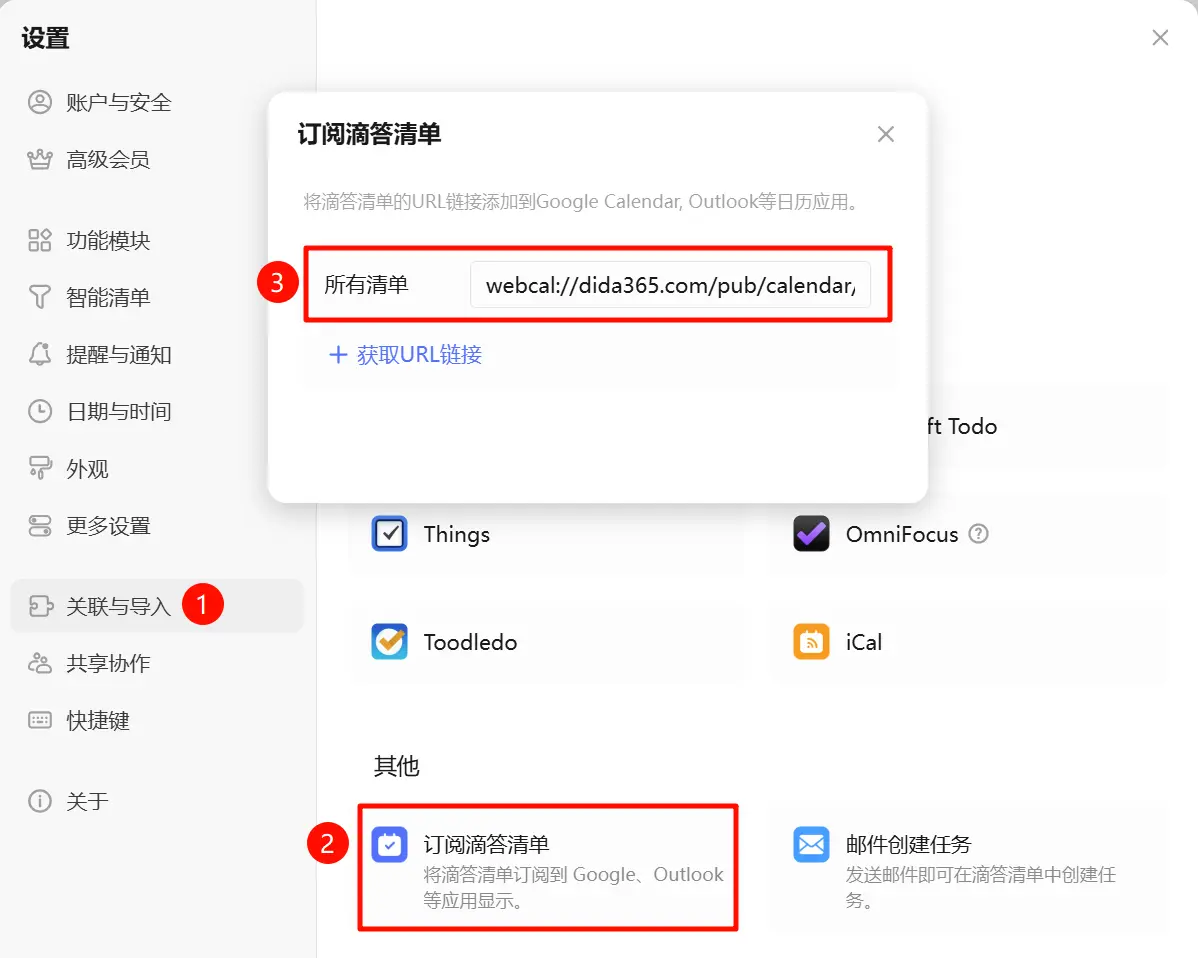 设置
账户与安全
高级会员
功能模块
智能清单
提醒与通知
日期与时间
外观
更多设置
关联与导入
1
共享协作
快捷键
关于
订阅滴答清单
将滴答清单的URL链接添加到Google Calendar, Outlook等日历应用。
3
所有清单
webcal://dida365.com/pub/calendar/
+ 获取URL链接
ft Todo
Things
OmniFocus
?
Toodledo
iCal
其他
2
订阅滴答清单
将滴答清单订阅到 Google、Outlook
等应用显示。
邮件创建任务
发送邮件即可在滴答清单中创建任
务。